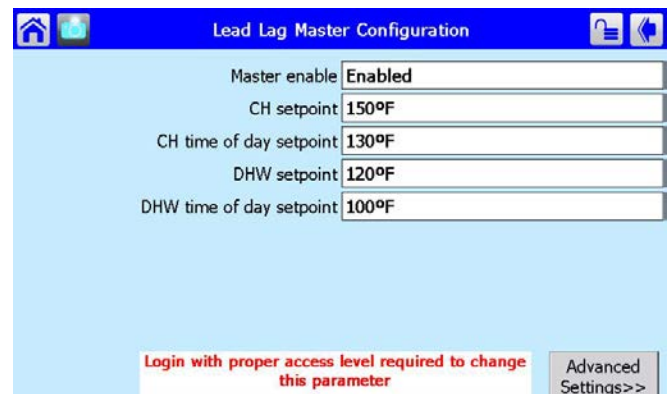 Lead Lag Master Configuration
Master enable Enabled
CH setpoint 150ºF
CH time of day setpoint 130ºF
DHW setpoint 120ºF
DHW time of day setpoint 100ºF
Login with proper access level required to change
this parameter
Advanced
Settings>>